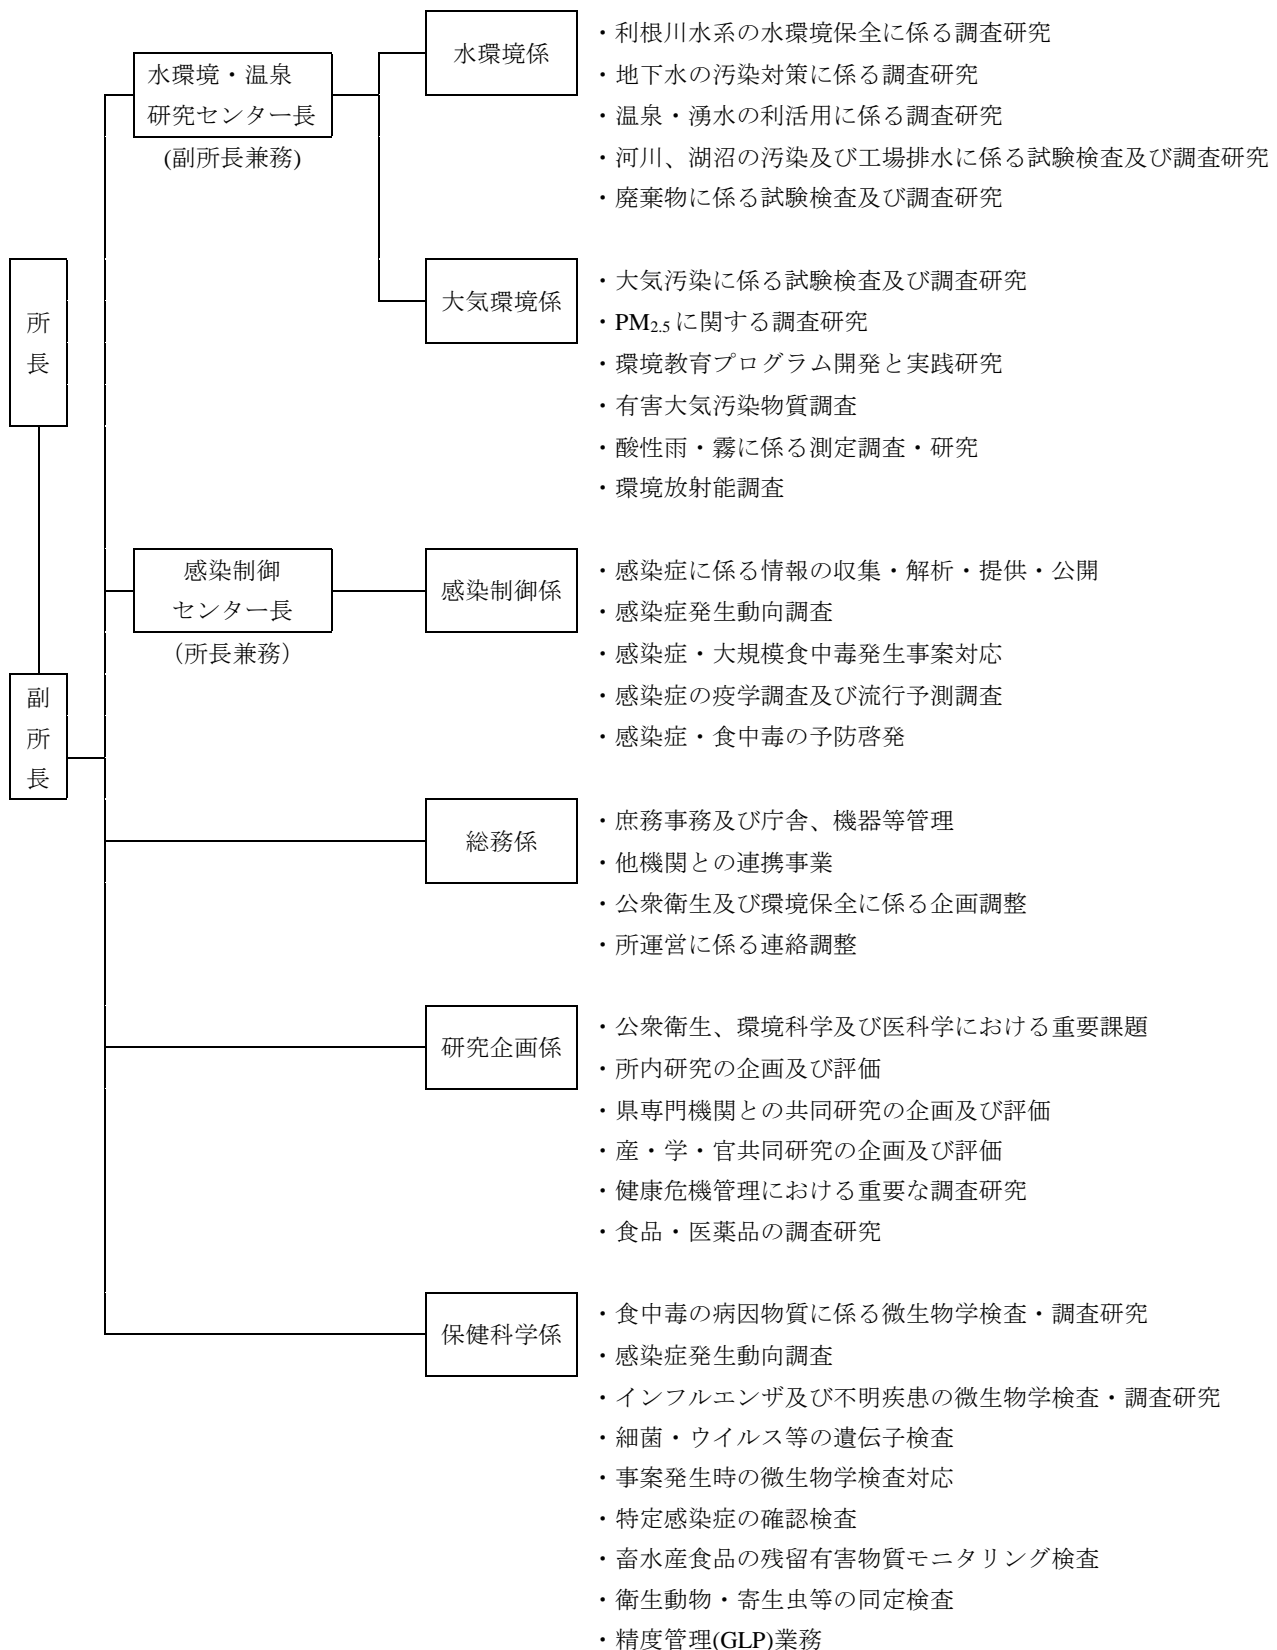 所長
副所長
水環境・温泉
研究センター長
(副所長兼務)
水環境係
・利根川水系の水環境保全に係る調査研究
・地下水の汚染対策に係る調査研究
・温泉・湧水の利活用に係る調査研究
・河川、湖沼の汚染及び工場排水に係る試験検査及び調査研究
・廃棄物に係る試験検査及び調査研究
大気環境係
・大気汚染に係る試験検査及び調査研究
・PM2.5に関する調査研究
・環境教育プログラム開発と実践研究
・有害大気汚染物質調査
・酸性雨・霧に係る測定調査・研究
・環境放射能調査
感染制御
センター長
（所長兼務）
感染制御係
・感染症に係る情報の収集・解析・提供・公開
・感染症発生動向調査
・感染症・大規模食中毒発生事案対応
・感染症の疫学調査及び流行予測調査
・感染症・食中毒の予防啓発
総務係
・庶務事務及び庁舎、機器等管理
・他機関との連携事業
・公衆衛生及び環境保全に係る企画調整
・所運営に係る連絡調整
研究企画係
・公衆衛生、環境科学及び医科学における重要課題
・所内研究の企画及び評価
・県専門機関との共同研究の企画及び評価
・産・学・官共同研究の企画及び評価
・健康危機管理における重要な調査研究
・食品・医薬品の調査研究
保健科学係
・食中毒の病因物質に係る微生物学検査・調査研究
・感染症発生動向調査
・インフルエンザ及び不明疾患の微生物学検査・調査研究
・細菌・ウイルス等の遺伝子検査
・事案発生時の微生物学検査対応
・特定感染症の確認検査
・畜水産食品の残留有害物質モニタリング検査
・衛生動物・寄生虫等の同定検査
・精度管理(GLP)業務